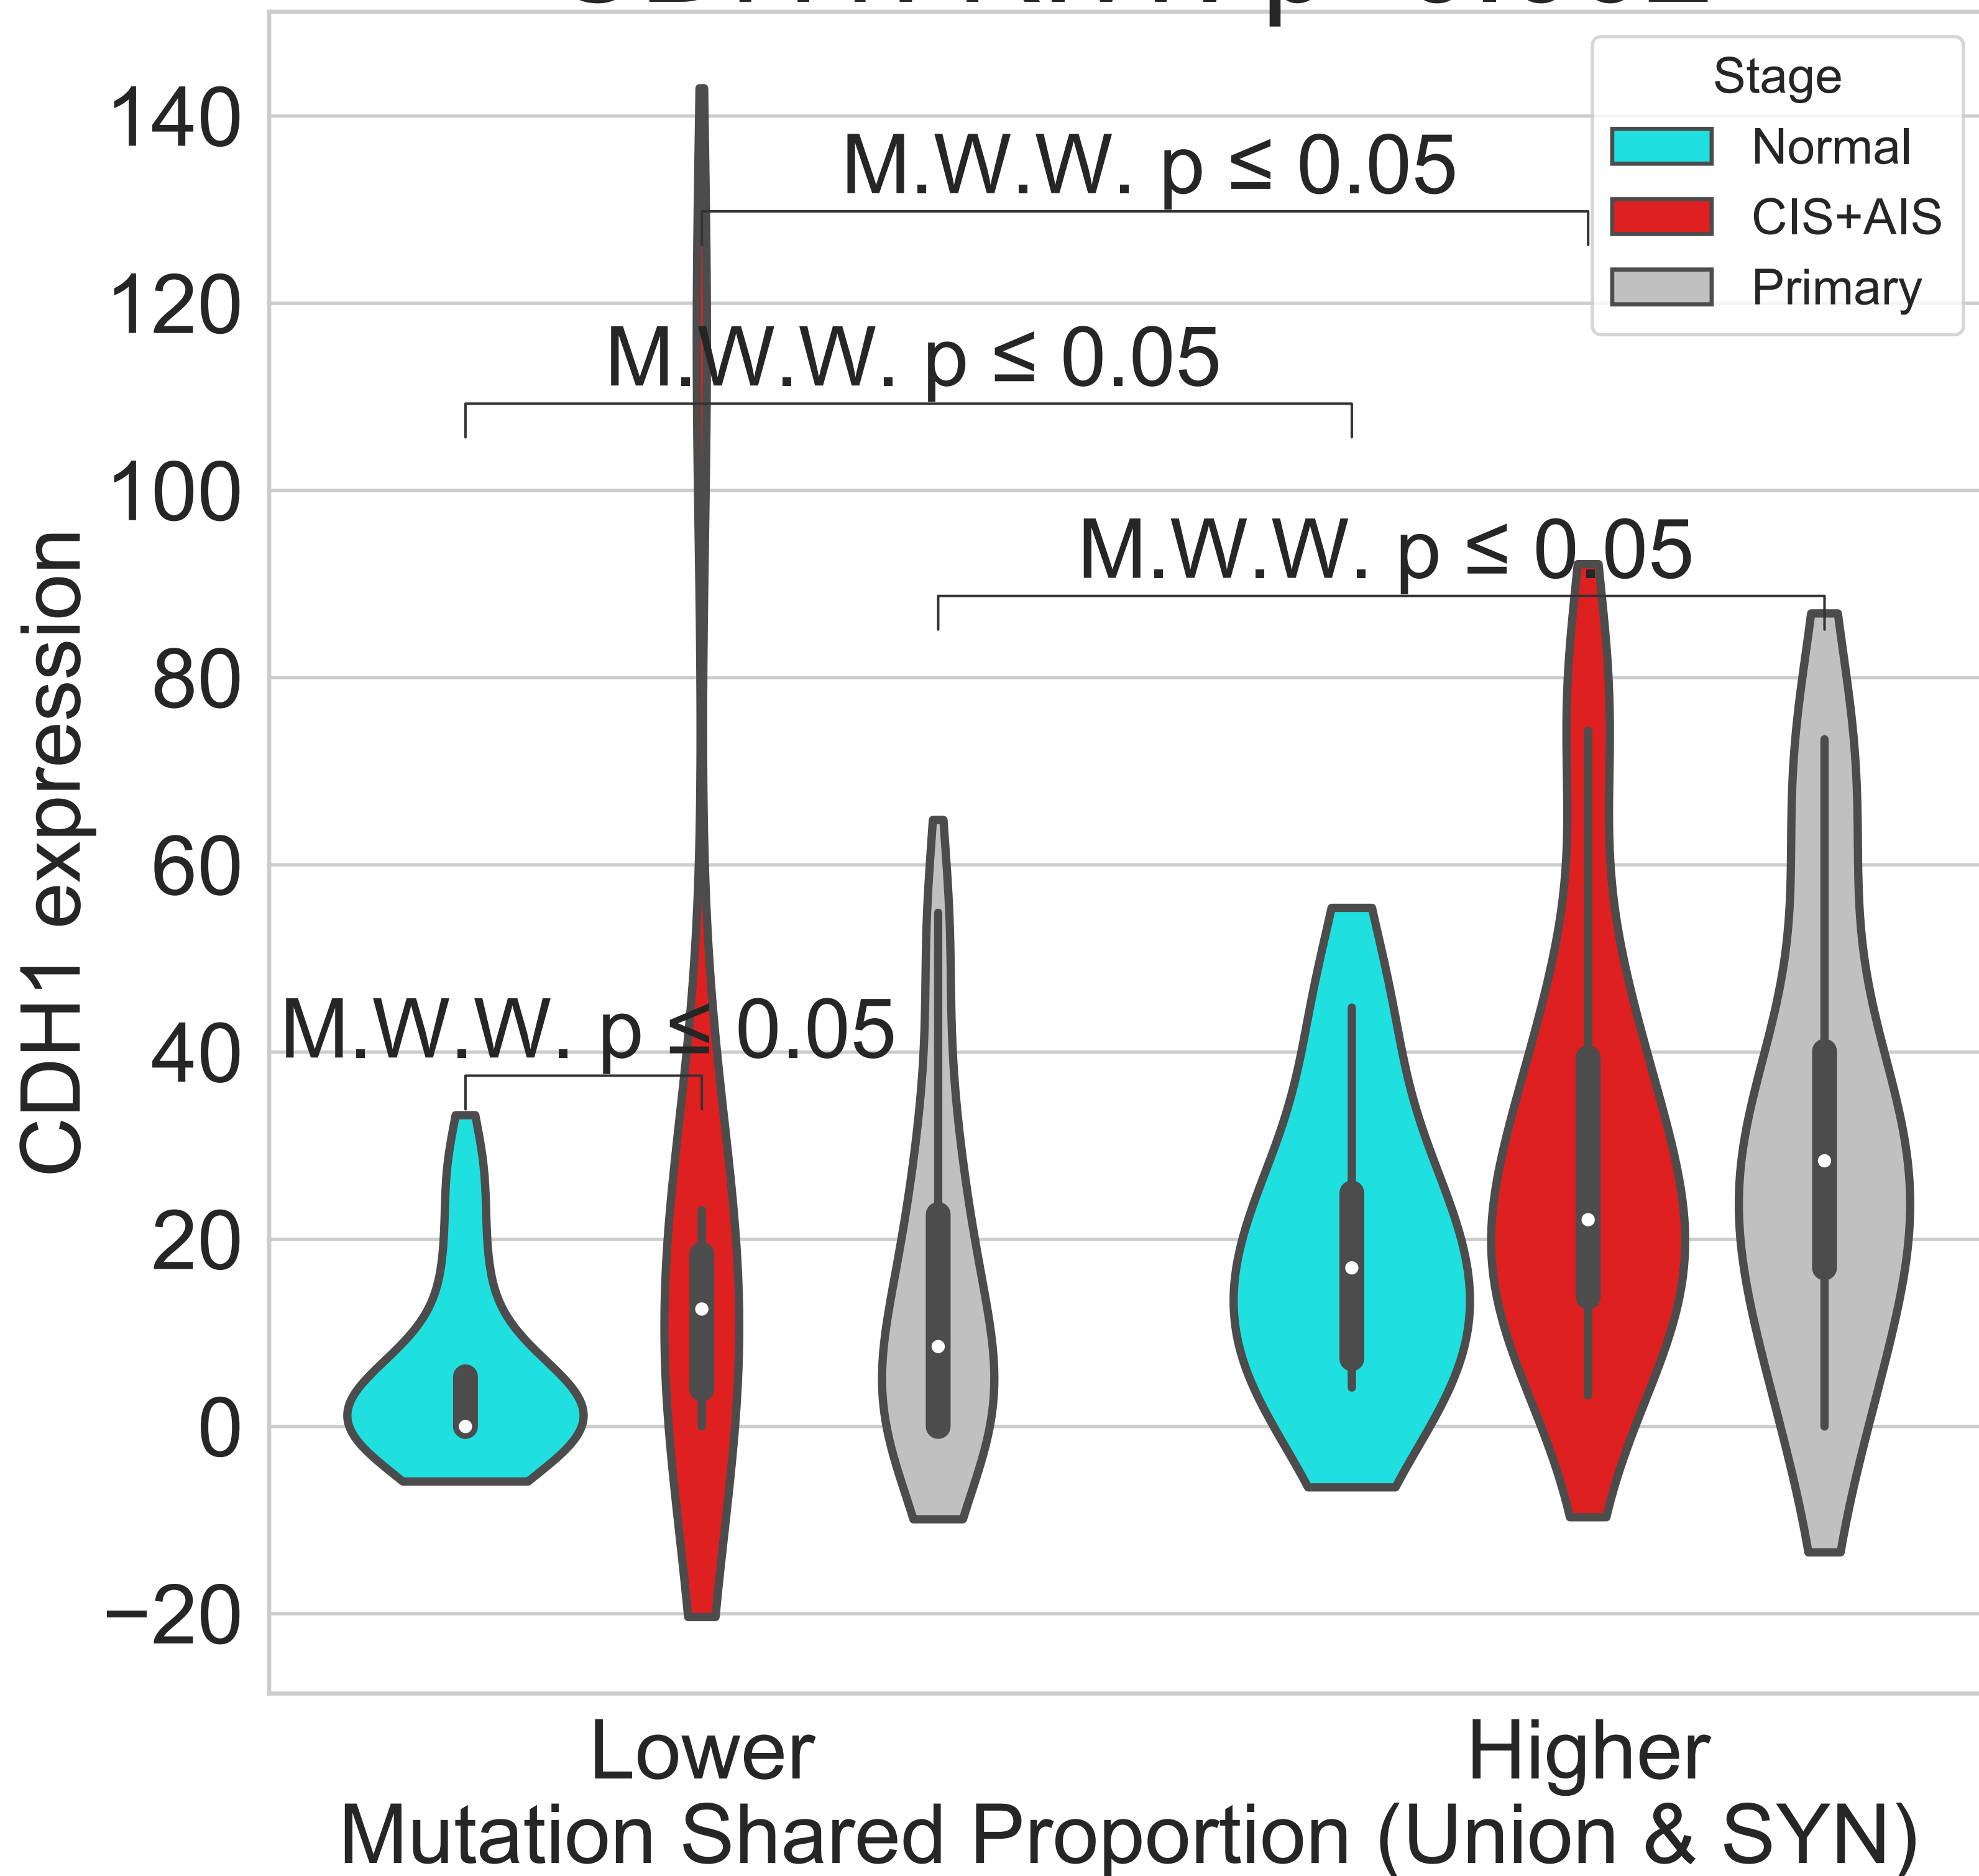 Stage
Normal
CIS+AIS
Primary
140
120
100
80
60
40
20
0
−20
CDH1 expression
M.W.W. p ≤ 0.05
M.W.W. p ≤ 0.05
M.W.W. p ≤ 0.05
M.W.W. p ≤ 0.05
Lower
Higher
Mutation Shared Proportion (Union & SYN)